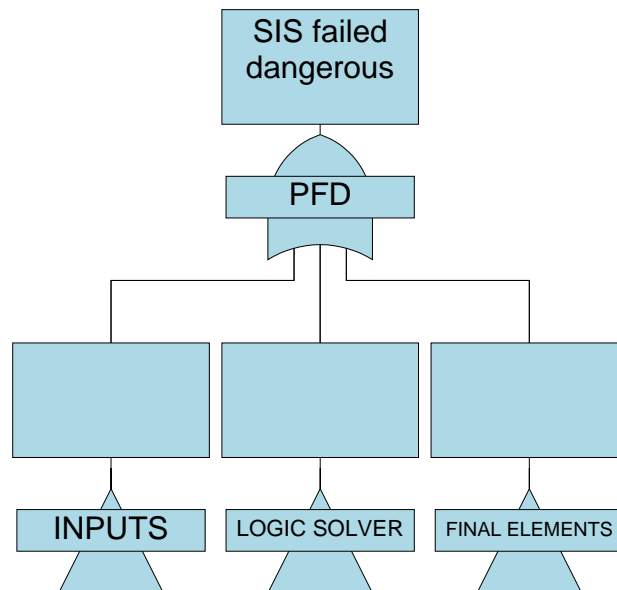 SIS failed
dangerous
PFD
INPUTS
LOGIC SOLVER
FINAL ELEMENTS